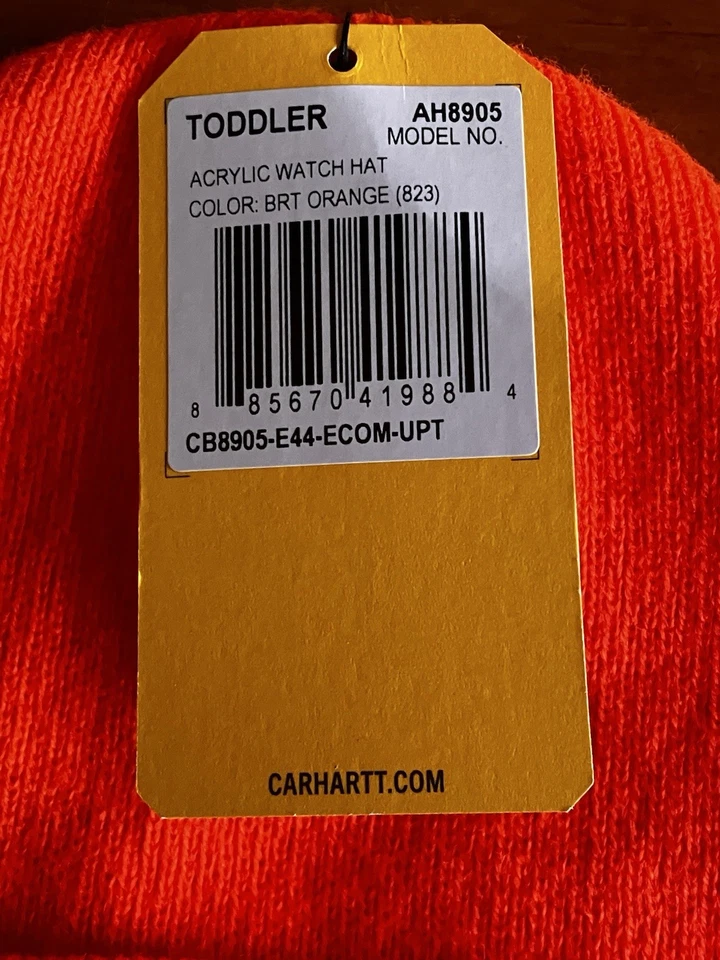 TODDLER
AH8905
MODEL NO.
ACRYLIC WATCH HAT
COLOR: BRT ORANGE (823)
8 85670 41988 4
CB8905-E44-ECOM-UPT
CARHARTT.COM